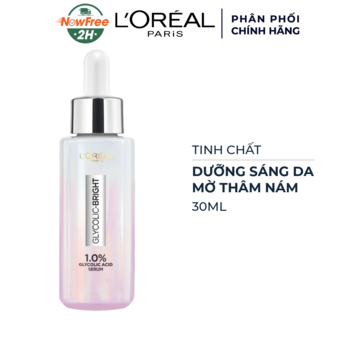 NowFree
2H
L'ORÉAL
PARIS
PHÂN PHỐI
CHÍNH HÃNG
L'ORÉAL
GLYCOLIC-BRIGHT
1.0%
GLYCOLIC ACID
SERUM
TINH CHẤT
DƯỠNG SÁNG DA
MỜ THÂM NÁM
30ML